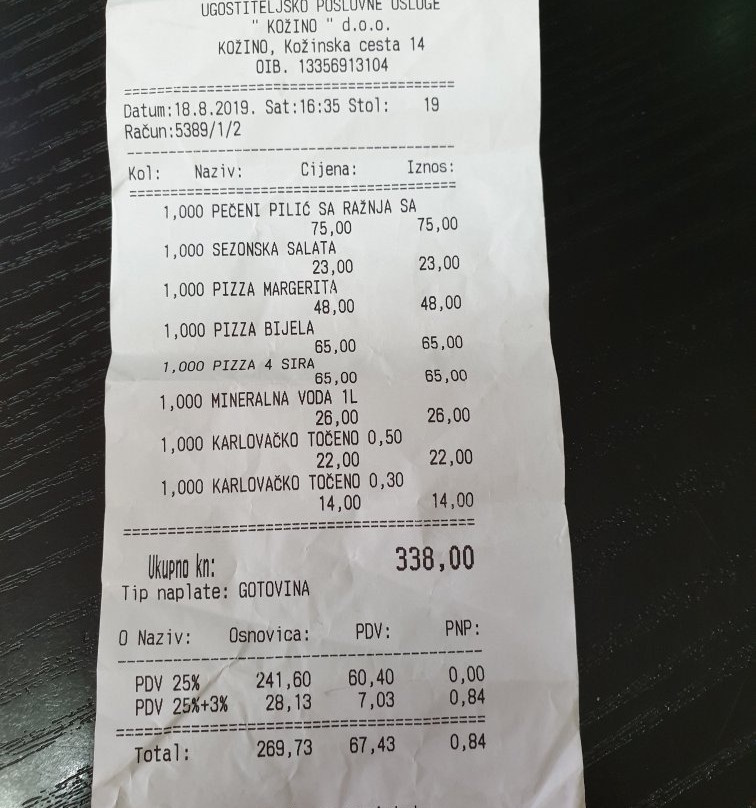 UGOSTITELJSKO POSLOVNE USLUGE
" KOŽINO " d.o.o.
KOŽINO, Kožinska cesta 14
OIB. 13356913104
Datum:18.8.2019. Sat:16:35 Stol: 19
Račun:5389/1/2
Kol: Naziv: Cijena: Iznos:
1,000 PEČENI PILIĆ SA RAŽNJA SA
75,00 75,00
1,000 SEZONSKA SALATA
23,00 23,00
1,000 PIZZA MARGERITA
48,00 48,00
1,000 PIZZA BIJELA
65,00 65,00
1,000 PIZZA 4 SIRA
65,00 65,00
1,000 MINERALNA VODA 1L
26,00 26,00
1,000 KARLOVAČKO TOČENO 0,50
22,00 22,00
1,000 KARLOVAČKO TOČENO 0,30
14,00 14,00
Ukupno kn: 338,00
Tip naplate: GOTOVINA
O Naziv: Osnovica: PDV: PNP:
PDV 25% 241,60 60,40 0,00
PDV 25%+3% 28,13 7,03 0,84
Total: 269,73 67,43 0,84